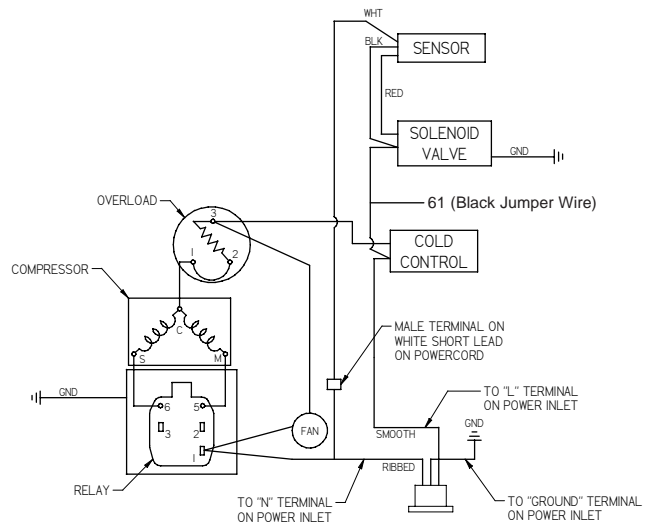 WHT
SENSOR
BLK
RED
SOLENOID
VALVE
GND
OVERLOAD
3
1
2
61 (Black Jumper Wire)
COLD
CONTROL
COMPRESSOR
C
S
M
MALE TERMINAL ON
WHITE SHORT LEAD
ON POWERCORD
GND
6
5
3
2
1
FAN
TO "L" TERMINAL
ON POWER INLET
SMOOTH
GND
RIBBED
RELAY
TO "N" TERMINAL
ON POWER INLET
TO "GROUND" TERMINAL
ON POWER INLET